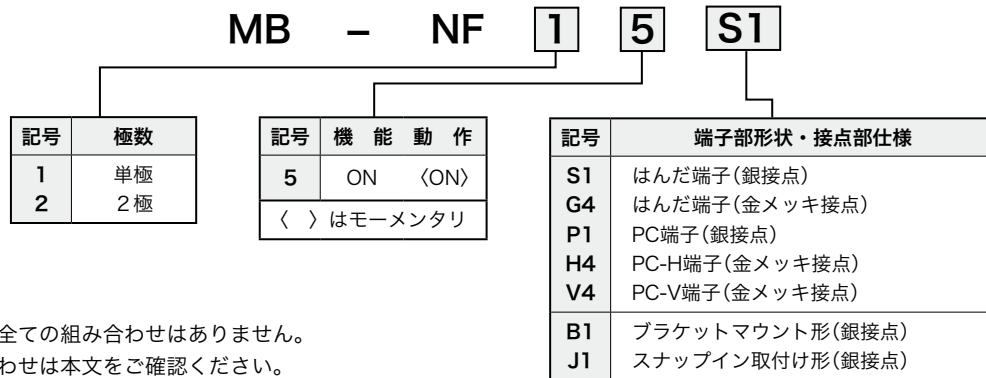 MB – NF 1 5 S1
記号 極数
1 単極
2 2極
記号 機能動作
5 ON 〈ON〉
〈 〉はモーメンタリ
記号 端子部形状・接点部仕様
S1 はんだ端子(銀接点)
G4 はんだ端子(金メッキ接点)
P1 PC端子(銀接点)
H4 PC-H端子(金メッキ接点)
V4 PC-V端子(金メッキ接点)
B1 ブラケットマウント形(銀接点)
J1 スナップイン取付け形(銀接点)
全ての組み合わせはありません。
わせは本文をご確認ください。